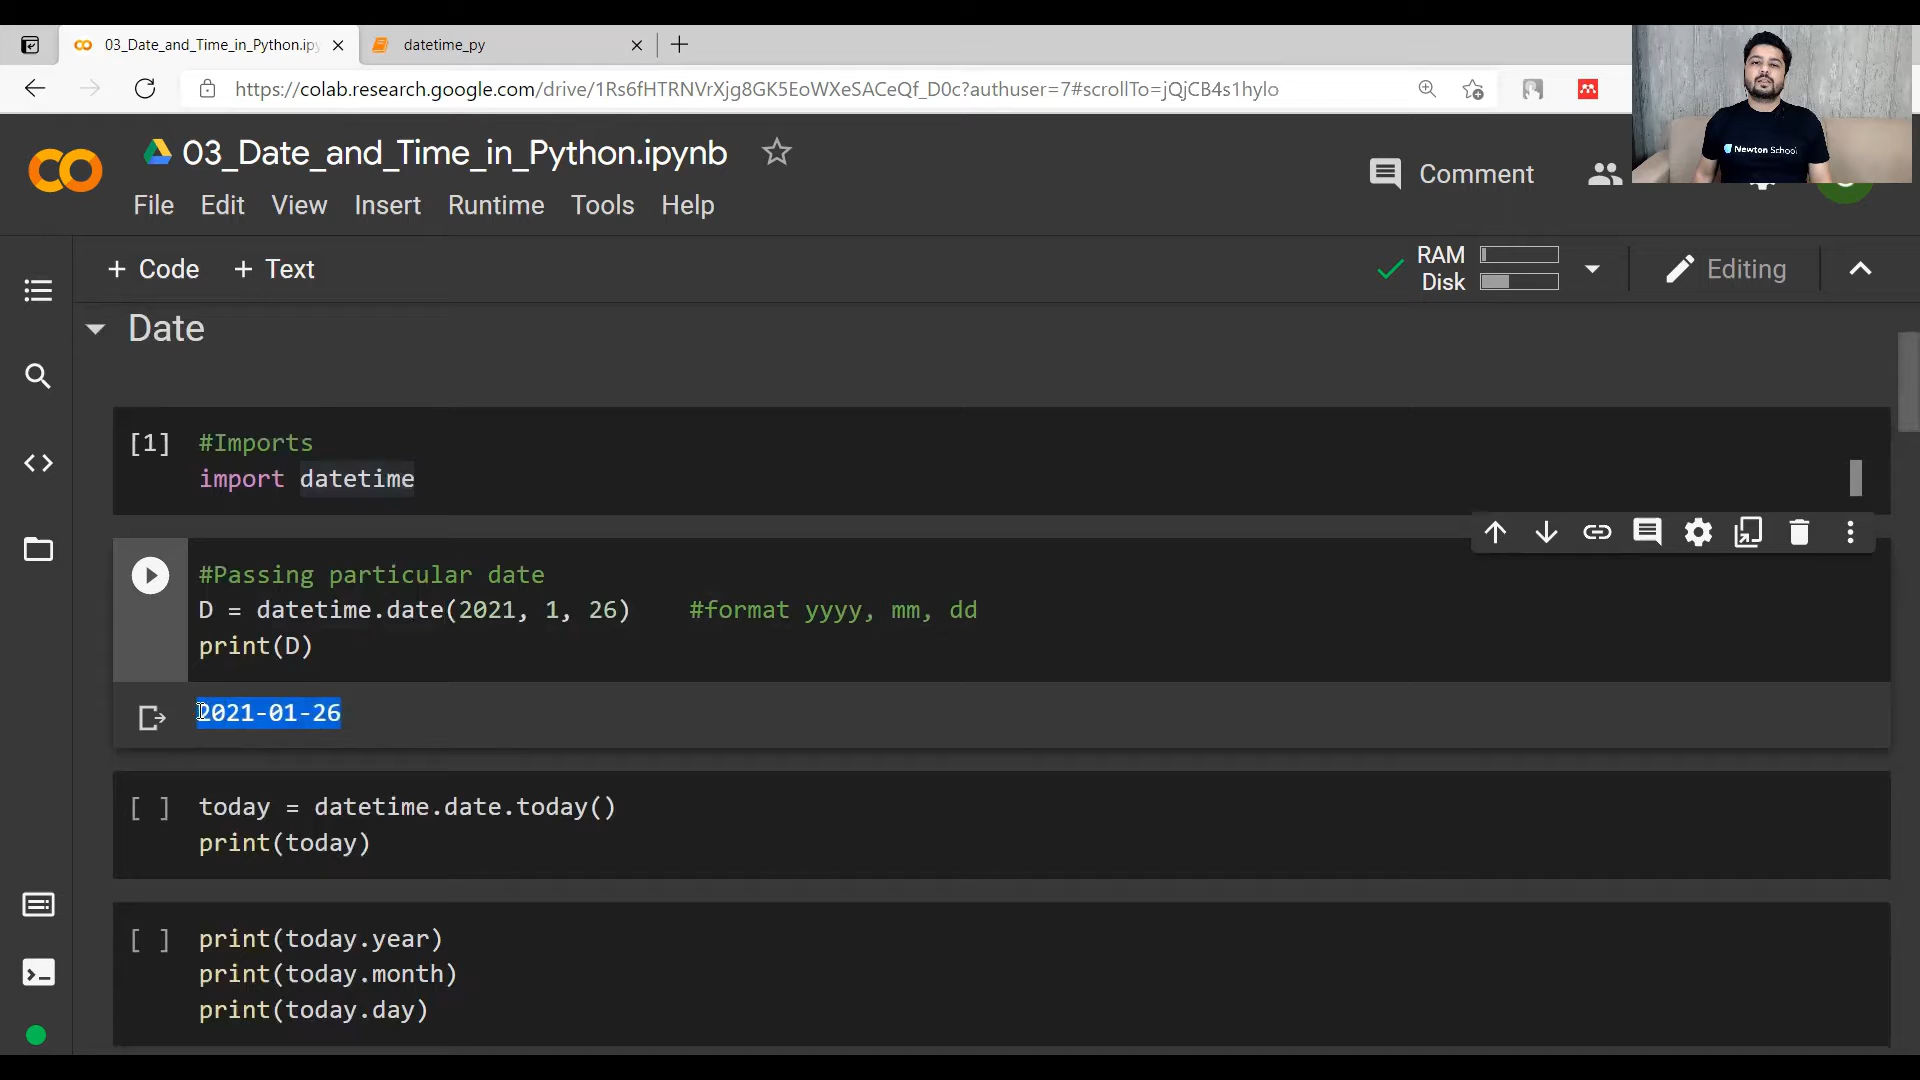 03_Date_and_Time_in_Python.ipy
datetime_py
https://colab.research.google.com/drive/1Rs6fHTRNVrXjg8GK5EoWXeSACeQf_D0c?authuser=7#scrollTo=jQjCB4s1hylo
Newton School
03_Date_and_Time_in_Python.ipynb
Comment
File Edit View Insert Runtime Tools Help
+ Code + Text
RAM
Disk
Editing
Date
[1] #Imports
import datetime
#Passing particular date
D = datetime.date(2021, 1, 26) #format yyyy, mm, dd
print(D)
2021-01-26
[ ] today = datetime.date.today()
print(today)
[ ] print(today.year)
print(today.month)
print(today.day)